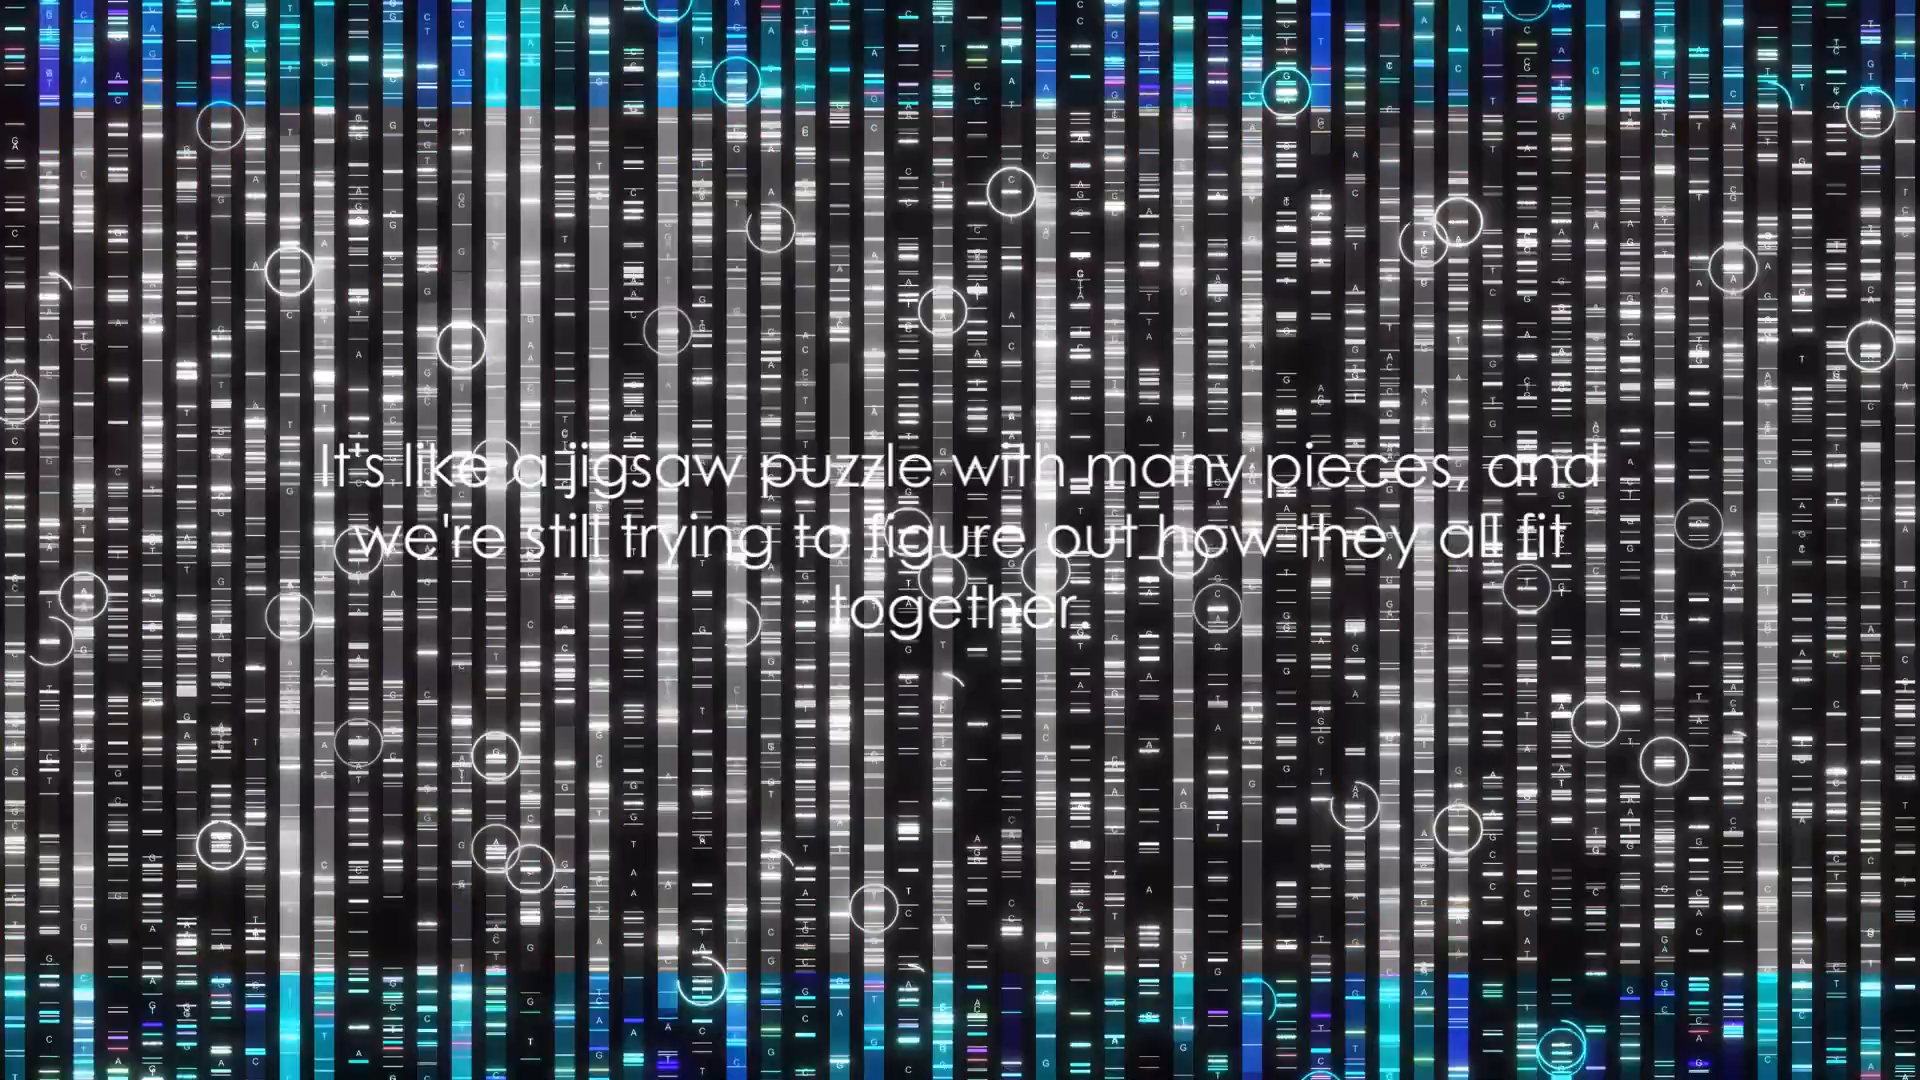 It's like a jigsaw puzzle with many pieces, and
we're still trying to figure out how they all fit
together.